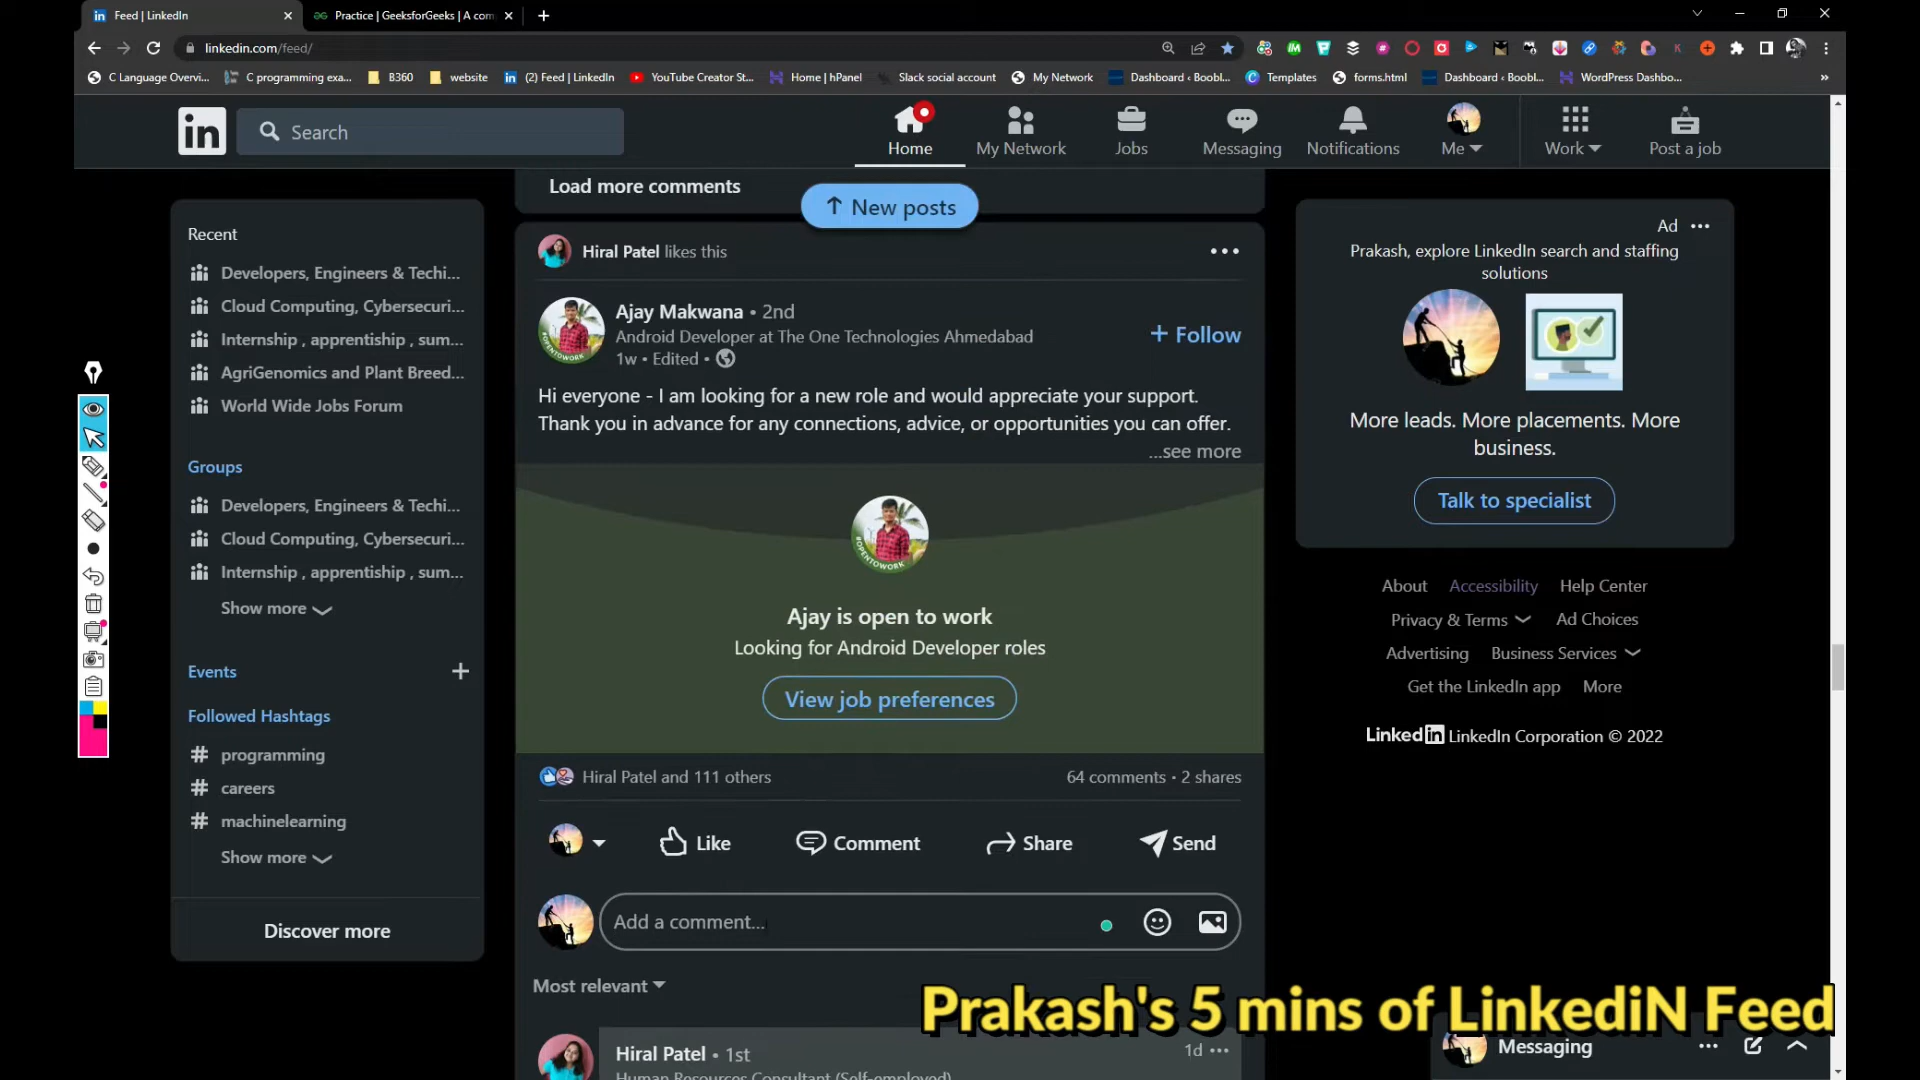 Feed | LinkedIn
Practice | GeeksforGeeks | A com
linkedin.com/feed/
C Language Overvi...
C programing exa...
B360
website
(2) Feed | LinkedIn
YouTube Creator St...
Home | hPanel
Slack social account
My Network
Dashboard ‹ Boobl...
Templates
forms.html
Dashboard ‹ Boobl...
WordPress Dashbo...
in
Search
Home
My Network
Jobs
Messaging
Notifications
Me
Work
Post a job
Recent
Developers, Engineers & Techi...
Cloud Computing, Cybersecuri...
Internship , apprentiship , sum...
AgriGenomics and Plant Breed...
World Wide Jobs Forum
Groups
Developers, Engineers & Techi...
Cloud Computing, Cybersecuri...
Internship , apprentiship , sum...
Show more
Events
Followed Hashtags
# programming
# careers
# machinelearning
Show more
Discover more
Load more comments
New posts
Hiral Patel likes this
Ajay Makwana • 2nd
Android Developer at The One Technologies Ahmedabad
1w • Edited •
+ Follow
Hi everyone - I am looking for a new role and would appreciate your support.
Thank you in advance for any connections, advice, or opportunities you can offer.
...see more
#OPENTOWORK
Ajay is open to work
Looking for Android Developer roles
View job preferences
Hiral Patel and 111 others
64 comments • 2 shares
Like
Comment
Share
Send
Add a comment...
Most relevant
Hiral Patel • 1st
1d
Human Resources Consultant (Self-employed)
Ad
Prakash, explore LinkedIn search and staffing
solutions
More leads. More placements. More
business.
Talk to specialist
About Accessibility Help Center
Privacy & Terms Ad Choices
Advertising Business Services
Get the LinkedIn app More
LinkedIn LinkedIn Corporation © 2022
Prakash's 5 mins of LinkediN Feed
Messaging